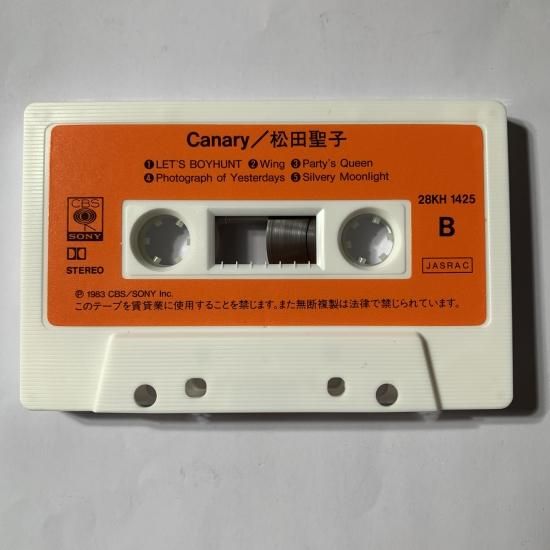 Canary／松田聖子
❶LET'S BOYHUNT ❷Wing ❸Party's Queen
❹Photograph of Yesterdays ❺Silvery Moonlight
28KH 1425
CBS
SONY
B
STEREO
JASRAC
Ⓟ 1983 CBS／SONY Inc.
このテープを賃貸業に使用することを禁じます。また無断複製は法律で禁じられています。